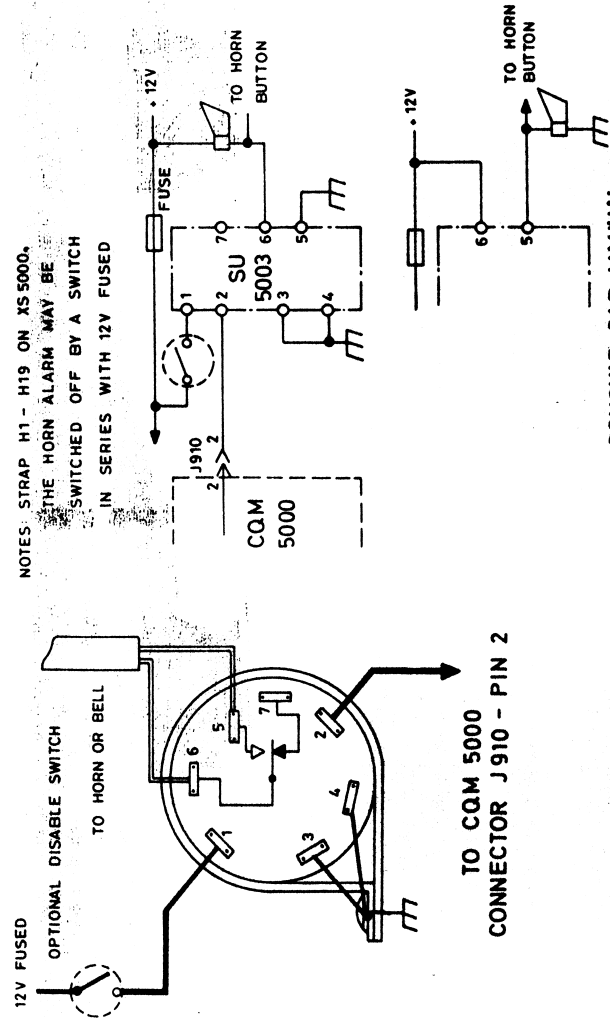 NOTES STRAP H1 - H19 ON XS 5000.
THE HORN ALARM MAY BE
SWITCHED OFF BY A SWITCH
IN SERIES WITH 12V FUSED
12V FUSED
OPTIONAL DISABLE SWITCH
TO HORN OR BELL
1
6
5
7
2
3
4
TO CQM 5000
CONNECTOR J910 - PIN 2
CQM
5000
2
J910
2
1
2
3
4
SU
5003
7
6
5
FUSE
+ 12V
TO HORN
BUTTON
+ 12V
6
5
TO HORN
BUTTON